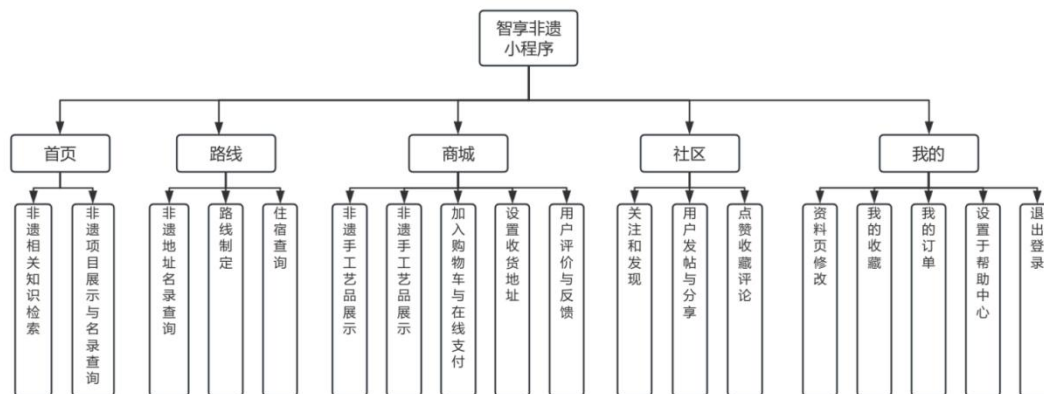 智享非遗
小程序
首页
路线
商城
社区
我的
非遗相关知识检索
非遗项目展示与名录查询
非遗地址名录查询
路线制定
住宿查询
非遗手工艺品展示
非遗手工艺品展示
加入购物车与在线支付
设置收货地址
用户评价与反馈
关注和发现
用户发帖与分享
点赞收藏评论
资料页修改
我的收藏
我的订单
设置于帮助中心
退出登录